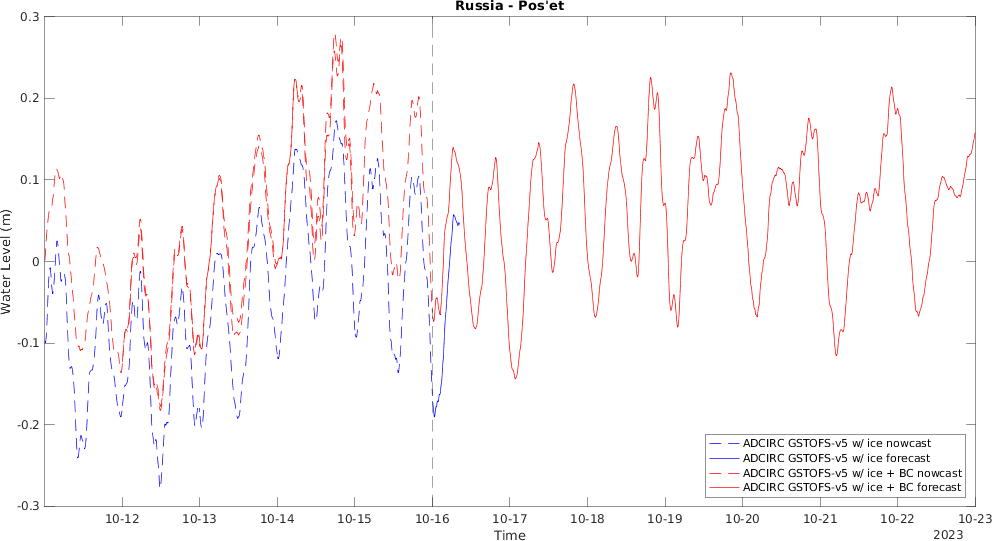 Russia - Pos'et
0.3
0.2
0.1
0
-0.1
-0.2
-0.3
Water Level (m)
10-12
10-13
10-14
10-15
10-16
10-17
10-18
10-19
10-20
10-21
10-22
10-23
Time
2023
ADCIRC GSTOFS-v5 w/ ice nowcast
ADCIRC GSTOFS-v5 w/ ice forecast
ADCIRC GSTOFS-v5 w/ ice + BC nowcast
ADCIRC GSTOFS-v5 w/ ice + BC forecast